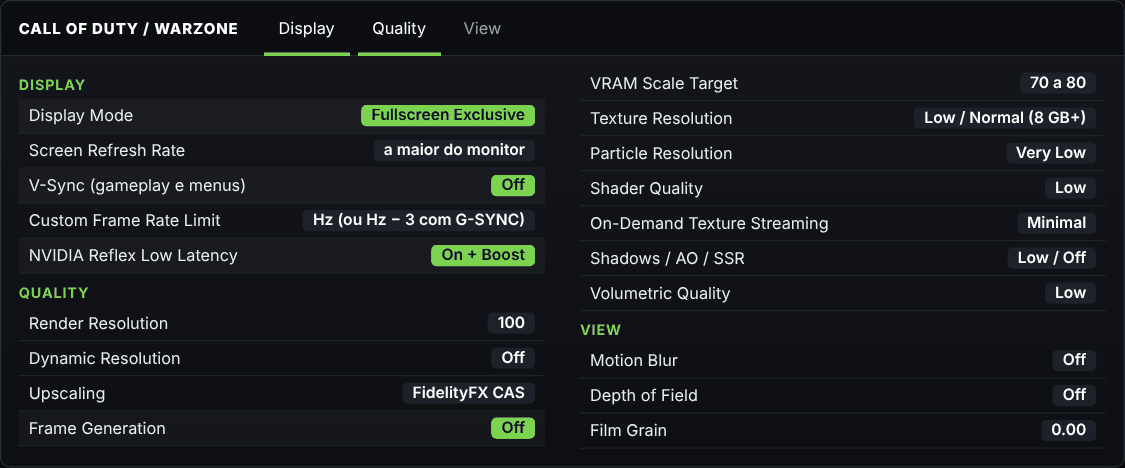 CALL OF DUTY / WARZONE Display Quality View
DISPLAY
Display Mode Fullscreen Exclusive
Screen Refresh Rate a maior do monitor
V-Sync (gameplay e menus) Off
Custom Frame Rate Limit Hz (ou Hz − 3 com G-SYNC)
NVIDIA Reflex Low Latency On + Boost
QUALITY
Render Resolution 100
Dynamic Resolution Off
Upscaling FidelityFX CAS
Frame Generation Off
VRAM Scale Target 70 a 80
Texture Resolution Low / Normal (8 GB+)
Particle Resolution Very Low
Shader Quality Low
On-Demand Texture Streaming Minimal
Shadows / AO / SSR Low / Off
Volumetric Quality Low
VIEW
Motion Blur Off
Depth of Field Off
Film Grain 0.00